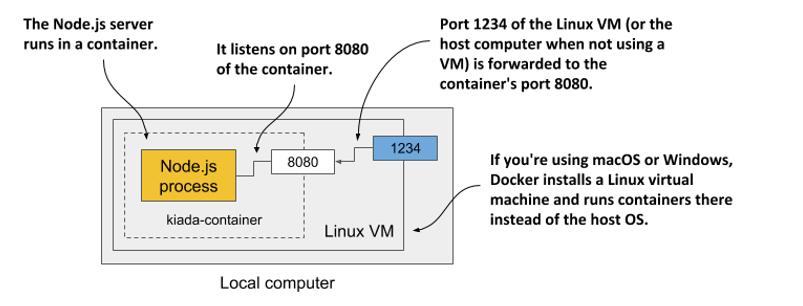 The Node.js server
runs in a container.
It listens on port 8080
of the container.
Port 1234 of the Linux VM (or the
host computer when not using a
VM) is forwarded to the
container's port 8080.
Node.js
process
8080
1234
kiada-container
Linux VM
If you're using macOS or Windows,
Docker installs a Linux virtual
machine and runs containers there
instead of the host OS.
Local computer